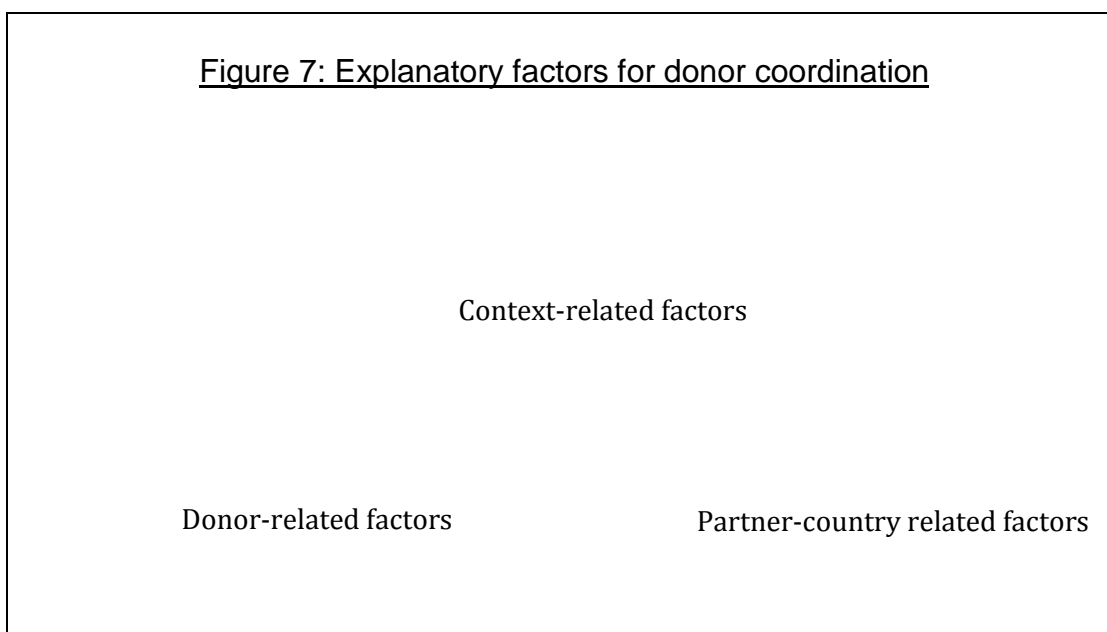 Figure 7: Explanatory factors for donor coordination
Context-related factors
Donor-related factors
Partner-country related factors